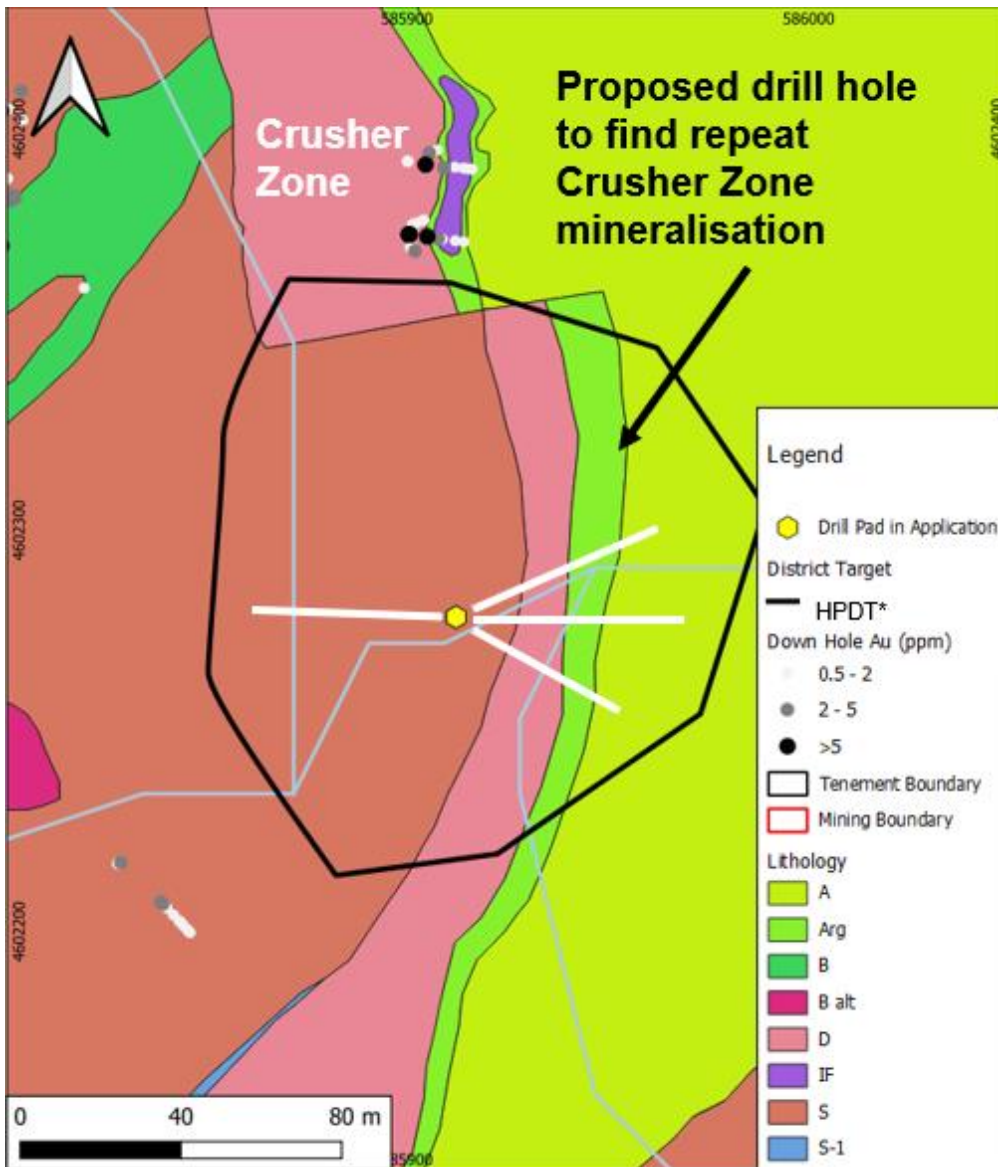 585900
586000
4602400
4602400
Crusher
Zone
Proposed drill hole
to find repeat
Crusher Zone
mineralisation
4602300
4602200
Legend
Drill Pad in Application
District Target
HPDT*
Down Hole Au (ppm)
0.5 - 2
2 - 5
>5
Tenement Boundary
Mining Boundary
Lithology
A
Arg
B
B alt
D
IF
S
S-1
0 40 80 m
585900